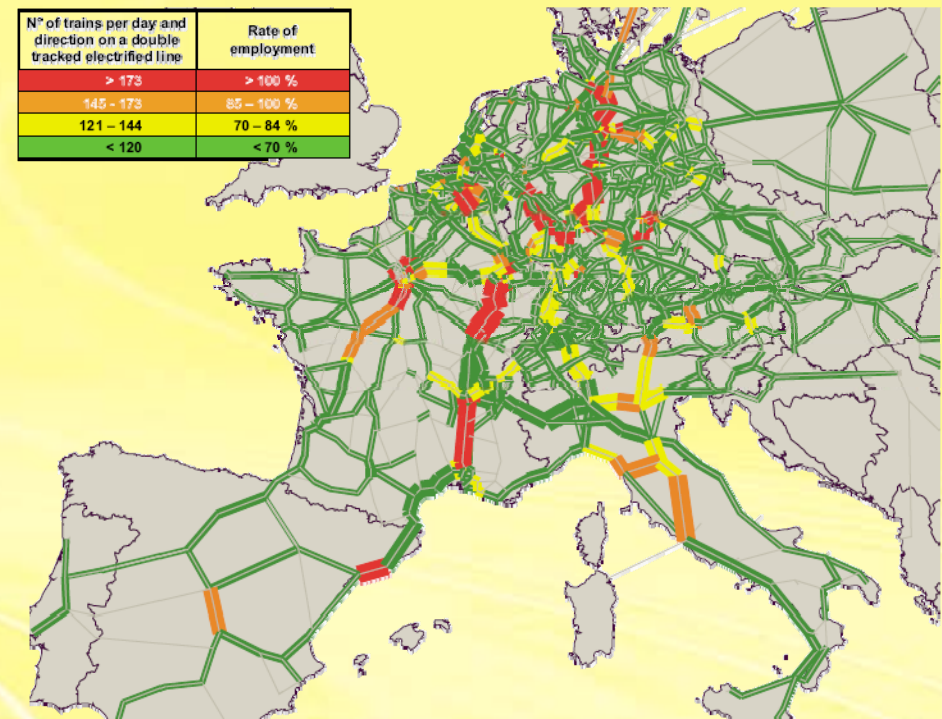 N° of trains per day and
direction on a double
tracked electrified line
Rate of
employment
> 173 > 100 %
145 - 173 85 – 100 %
121 – 144 70 – 84 %
< 120 < 70 %